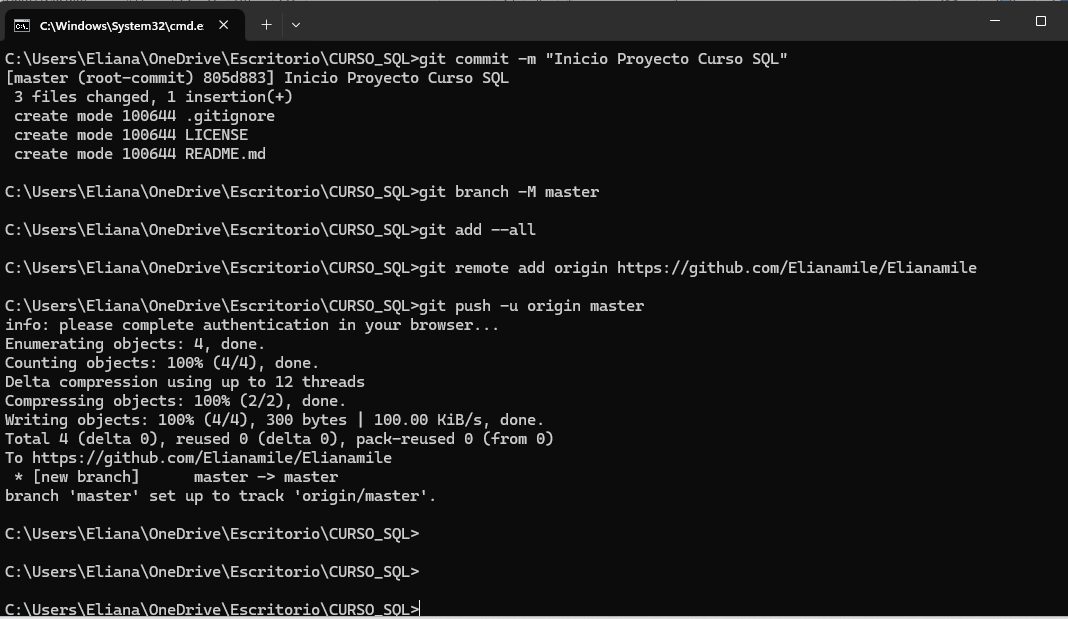 C:\Windows\System32\cmd.e
C:\Users\Eliana\OneDrive\Escritorio\CURSO_SQL>git commit -m "Inicio Proyecto Curso SQL"
[master (root-commit) 805d883] Inicio Proyecto Curso SQL
 3 files changed, 1 insertion(+)
 create mode 100644 .gitignore
 create mode 100644 LICENSE
 create mode 100644 README.md
C:\Users\Eliana\OneDrive\Escritorio\CURSO_SQL>git branch -M master
C:\Users\Eliana\OneDrive\Escritorio\CURSO_SQL>git add --all
C:\Users\Eliana\OneDrive\Escritorio\CURSO_SQL>git remote add origin https://github.com/Elianamile/Elianamile
C:\Users\Eliana\OneDrive\Escritorio\CURSO_SQL>git push -u origin master
info: please complete authentication in your browser...
Enumerating objects: 4, done.
Counting objects: 100% (4/4), done.
Delta compression using up to 12 threads
Compressing objects: 100% (2/2), done.
Writing objects: 100% (4/4), 300 bytes | 100.00 KiB/s, done.
Total 4 (delta 0), reused 0 (delta 0), pack-reused 0 (from 0)
To https://github.com/Elianamile/Elianamile
 * [new branch]      master -> master
branch 'master' set up to track 'origin/master'.
C:\Users\Eliana\OneDrive\Escritorio\CURSO_SQL>
C:\Users\Eliana\OneDrive\Escritorio\CURSO_SQL>
C:\Users\Eliana\OneDrive\Escritorio\CURSO_SQL>